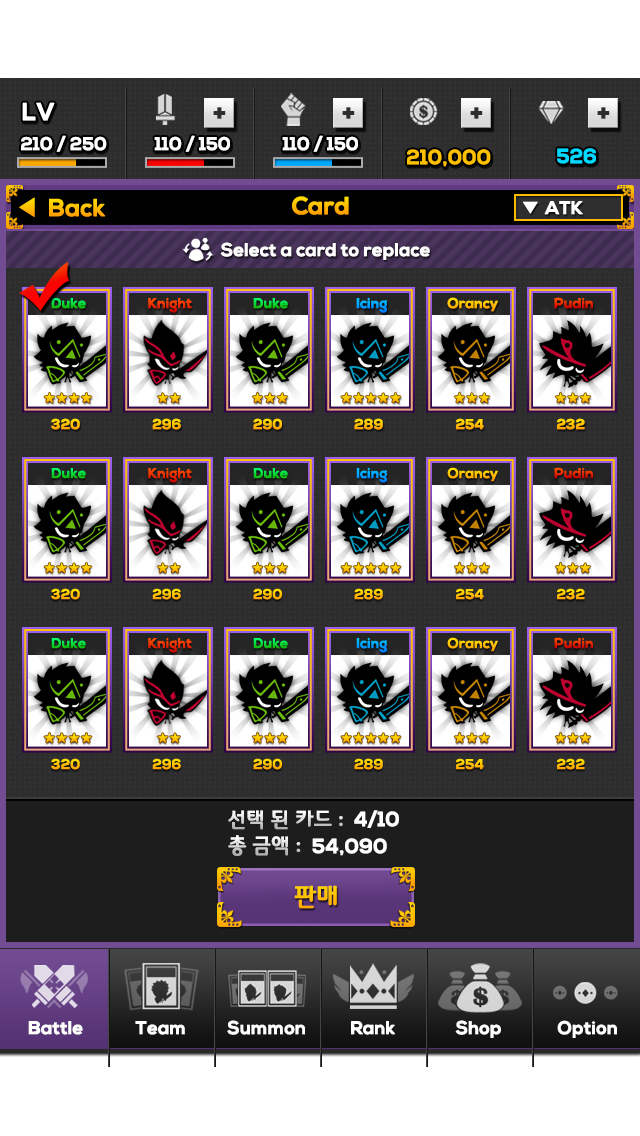 LV
210 / 250
110 / 150
110 / 150
210,000
526
Back
Card
▼ ATK
Select a card to replace
Duke Knight Duke Icing Orancy Pudin
320 296 290 289 254 232
Duke Knight Duke Icing Orancy Pudin
320 296 290 289 254 232
Duke Knight Duke Icing Orancy Pudin
320 296 290 289 254 232
선택 된 카드 : 4/10
총 금액 : 54,090
판매
Battle Team Summon Rank Shop Option